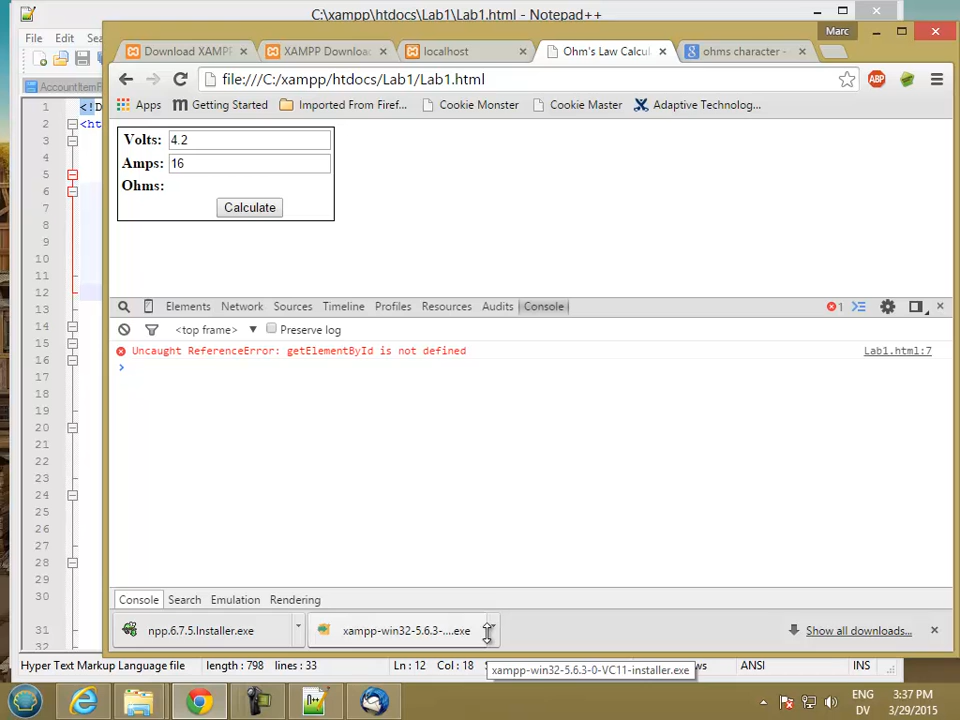 C:\xampp\htdocs\Lab1\Lab1.html - Notepad++
File Edit Sea
Marc
Download XAMPP
XAMPP Downloa
localhost
Ohm's Law Calcul
ohms character -
file:///C:/xampp/htdocs/Lab1/Lab1.html
ABP
Apps
Getting Started
Imported From Firef...
Cookie Monster
Cookie Master
Adaptive Technolog...
AccountItemF
1 <!D
2 <ht
3
4
5
6
7
8
9
10
11
12
13
14
15
16
17
18
19
20
21
22
23
24
25
26
27
28
29
30
31
32
Volts: 4.2
Amps: 16
Ohms:
Calculate
Elements Network Sources Timeline Profiles Resources Audits Console
1
<top frame> ▼ Preserve log
Uncaught ReferenceError: getElementById is not defined Lab1.html:7
>
Console Search Emulation Rendering
npp.6.7.5.Installer.exe
xampp-win32-5.6.3-....exe
Show all downloads...
Hyper Text Markup Language file length : 798 lines : 33 Ln : 12 Col : 18 S ANSI INS
xampp-win32-5.6.3-0-VC11-installer.exe
ENG
DV
3:37 PM
3/29/2015